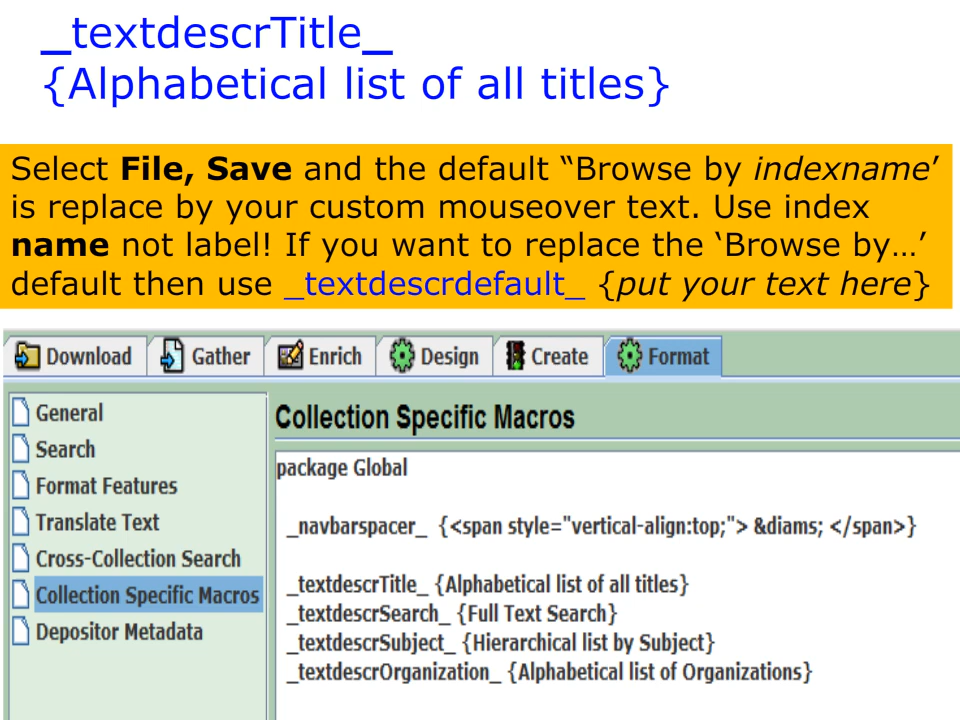 _textdescrTitle_
{Alphabetical list of all titles}
Select File, Save and the default “Browse by indexname’
is replace by your custom mouseover text. Use index
name not label! If you want to replace the ‘Browse by…’
default then use _textdescrdefault_ {put your text here}
Download Gather Enrich Design Create Format
General
Search
Format Features
Translate Text
Cross-Collection Search
Collection Specific Macros
Depositor Metadata
Collection Specific Macros
package Global
_navbarspacer_ {<span style="vertical-align:top;"> &diams; </span>}
_textdescrTitle_ {Alphabetical list of all titles}
_textdescrSearch_ {Full Text Search}
_textdescrSubject_ {Hierarchical list by Subject}
_textdescrOrganization_ {Alphabetical list of Organizations}